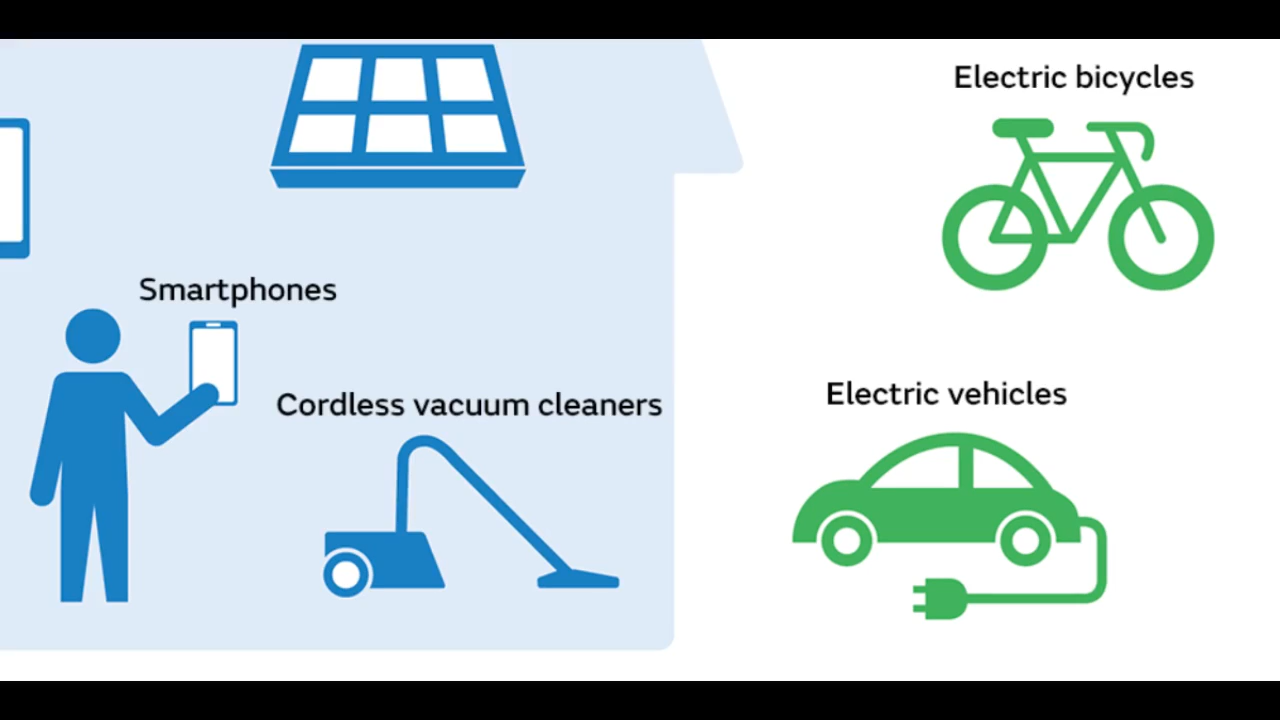 Electric bicycles
Smartphones
Cordless vacuum cleaners
Electric vehicles